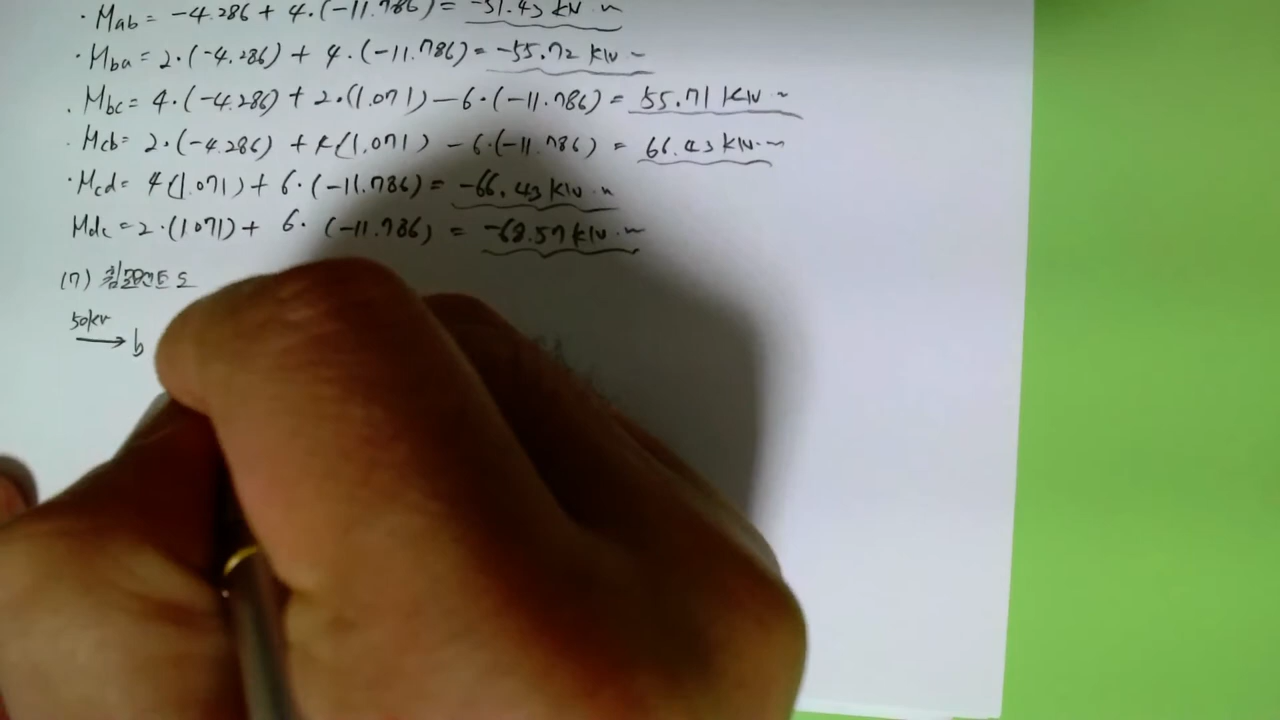 · Mab = -4.286 + 4·(-11.786) = -51.43 kN·m
· Mba = 2·(-4.286) + 4·(-11.786) = -55.72 kN·m
· Mbc = 4·(-4.286) + 2·(1.071) - 6·(-11.786) = 55.71 kN·m
· Mcb = 2·(-4.286) + 4(1.071) - 6·(-11.786) = 66.43 kN·m
· Mcd = 4(1.071) + 6·(-11.786) = -66.43 kN·m
Mdc = 2·(1.071) + 6·(-11.786) = -68.57 kN·m
(7) 휨모멘트도
50kN
b